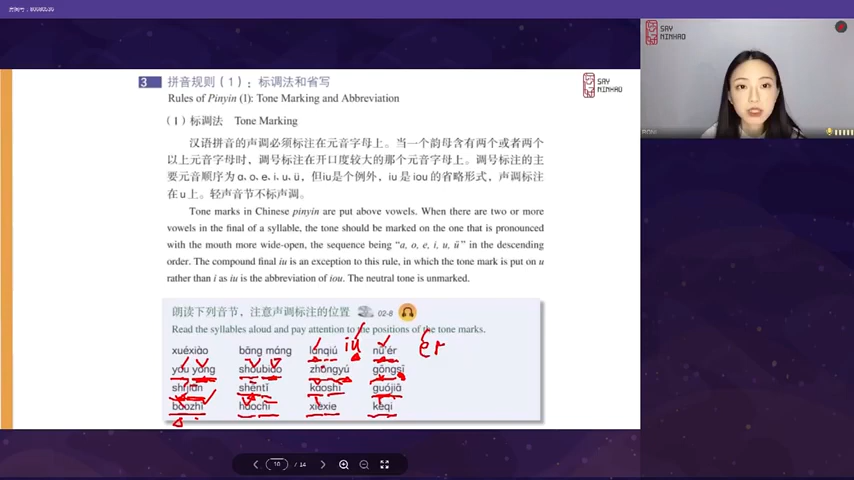 SAY
NINHAO
3 拼音规则(1):标调法和省写
SAY
NINHAO
Rules of Pinyin (1): Tone Marking and Abbreviation
(1)标调法 Tone Marking
汉语拼音的声调必须标注在元音字母上。当一个韵母含有两个或者两个
以上元音字母时,调号标注在开口度较大的那个元音字母上。调号标注的主
要元音顺序为 ɑ、o、e、i、u、ü,但iu是个例外,iu 是 iou 的省略形式,声调标注
在 u 上。轻声音节不标声调。
Tone marks in Chinese pinyin are put above vowels. When there are two or more
vowels in the final of a syllable, the tone should be marked on the one that is pronounced
with the mouth more wide-open, the sequence being "a, o, e, i, u, ü" in the descending
order. The compound final iu is an exception to this rule, in which the tone mark is put on u
rather than i as iu is the abbreviation of iou. The neutral tone is unmarked.
朗读下列音节,注意声调标注的位置 02-8
Read the syllables aloud and pay attention to the positions of the tone marks.
iú ér
xuéxiào bāng máng lánqiú nǚ'ér
yóu yǒng shǒubiǎo zhōngyú gōngsī
shíjiān shēntǐ kǎoshì guójiā
bàozhǐ hǎochī xièxie kèqi
10 / 14